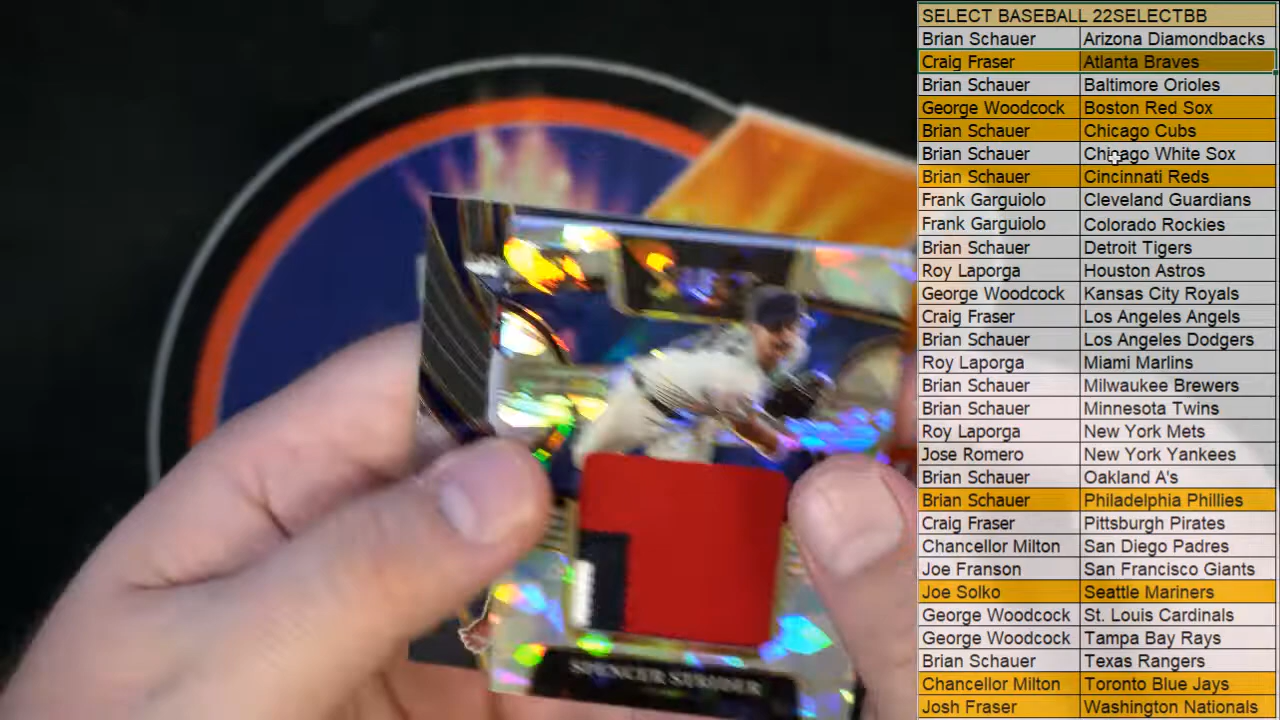 SELECT BASEBALL 22SELECTBB
Brian Schauer Arizona Diamondbacks
Craig Fraser Atlanta Braves
Brian Schauer Baltimore Orioles
George Woodcock Boston Red Sox
Brian Schauer Chicago Cubs
Brian Schauer Chicago White Sox
Brian Schauer Cincinnati Reds
Frank Garguiolo Cleveland Guardians
Frank Garguiolo Colorado Rockies
Brian Schauer Detroit Tigers
Roy Laporga Houston Astros
George Woodcock Kansas City Royals
Craig Fraser Los Angeles Angels
Brian Schauer Los Angeles Dodgers
Roy Laporga Miami Marlins
Brian Schauer Milwaukee Brewers
Brian Schauer Minnesota Twins
Roy Laporga New York Mets
Jose Romero New York Yankees
Brian Schauer Oakland A's
Brian Schauer Philadelphia Phillies
Craig Fraser Pittsburgh Pirates
Chancellor Milton San Diego Padres
Joe Franson San Francisco Giants
Joe Solko Seattle Mariners
George Woodcock St. Louis Cardinals
George Woodcock Tampa Bay Rays
Brian Schauer Texas Rangers
Chancellor Milton Toronto Blue Jays
Josh Fraser Washington Nationals
SPENCER STRIDER